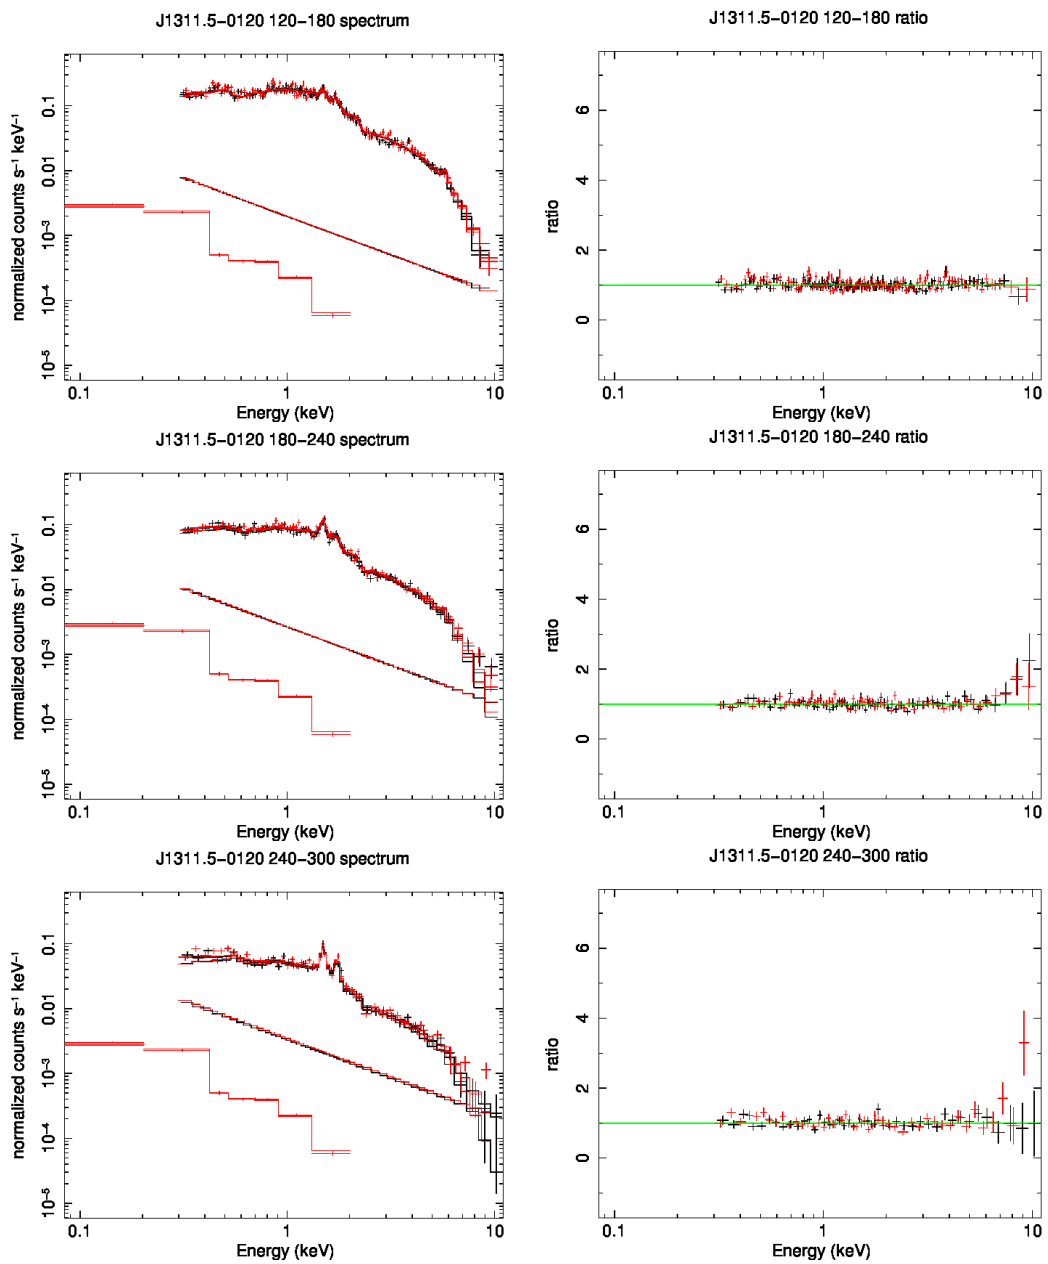 J1311.5−0120 120−180 spectrum
normalized counts s⁻¹ keV⁻¹
0.1
0.01
10⁻³
10⁻⁴
10⁻⁵
0.1 1 10
Energy (keV)
J1311.5−0120 120−180 ratio
ratio
6
4
2
0
0.1 1 10
Energy (keV)
J1311.5−0120 180−240 spectrum
normalized counts s⁻¹ keV⁻¹
0.1
0.01
10⁻³
10⁻⁴
10⁻⁵
0.1 1 10
Energy (keV)
J1311.5−0120 180−240 ratio
ratio
6
4
2
0
0.1 1 10
Energy (keV)
J1311.5−0120 240−300 spectrum
normalized counts s⁻¹ keV⁻¹
0.1
0.01
10⁻³
10⁻⁴
10⁻⁵
0.1 1 10
Energy (keV)
J1311.5−0120 240−300 ratio
ratio
6
4
2
0
0.1 1 10
Energy (keV)